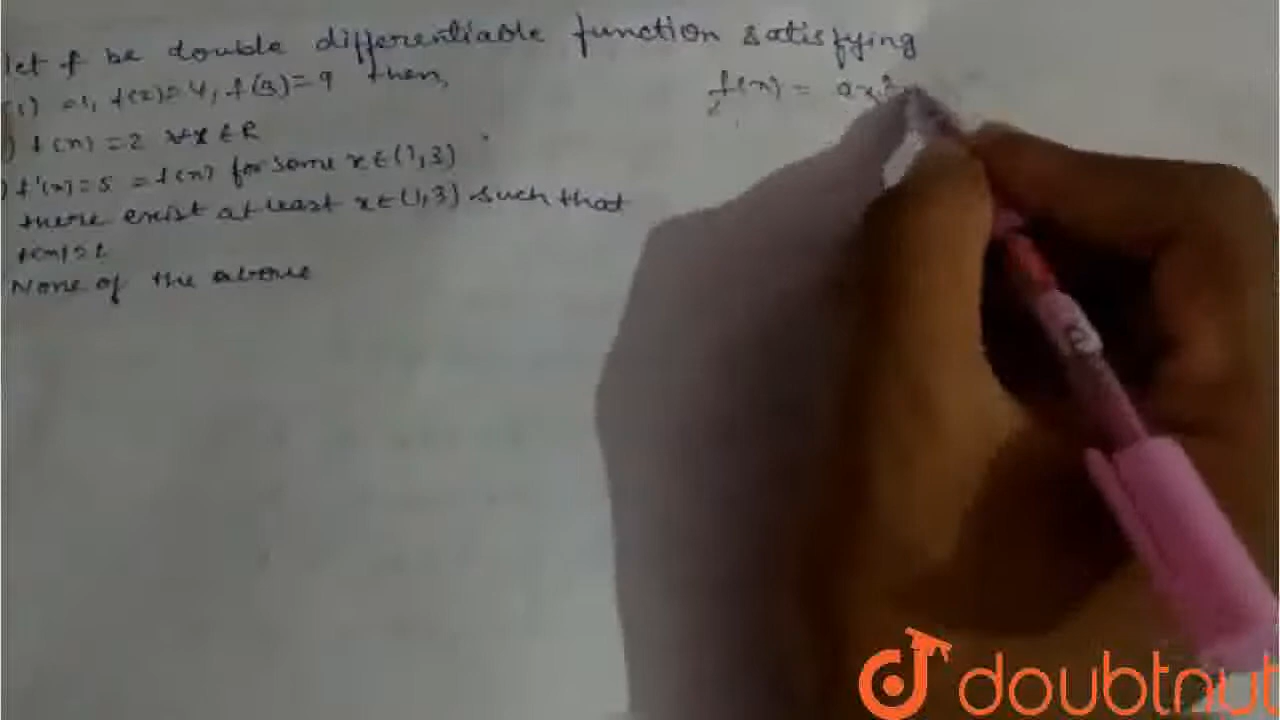 let f be double differentiable function satisfying
(1) =1, f(2)=4, f(3)=9 then,
f(x) = ax²
) f(x) = 2 ∀x ∈ R
) f'(x) = 5 = f(x) for some x ∈ (1,3)
there exist at least x ∈ (1,3) such that
None of the above
doubtnut